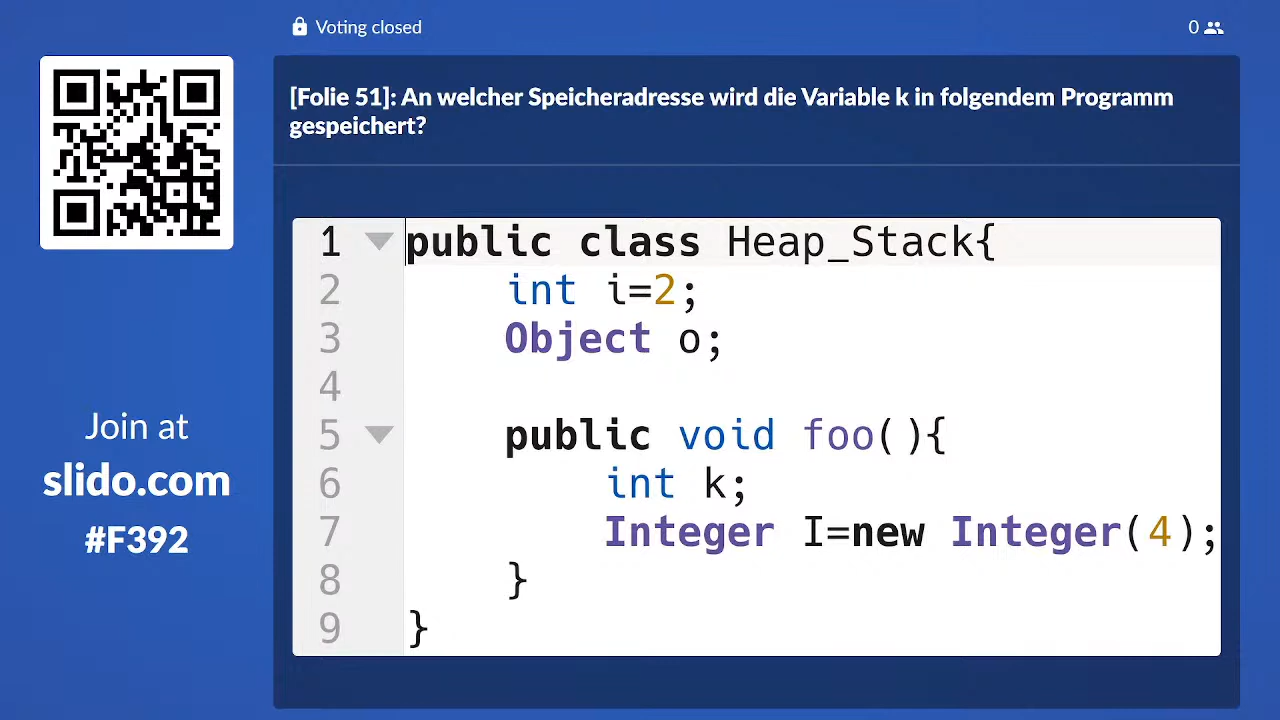 Voting closed
0
[Folie 51]: An welcher Speicheradresse wird die Variable k in folgendem Programm
gespeichert?
1 public class Heap_Stack{
2 int i=2;
3 Object o;
4
5 public void foo(){
6 int k;
7 Integer I=new Integer(4);
8 }
9 }
Join at
slido.com
#F392